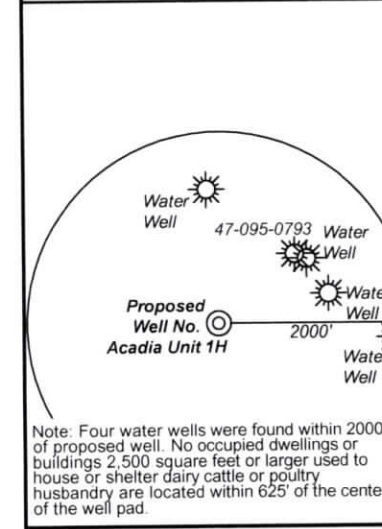 Water
Well
47-095-0793
Water
Well
Proposed
Well No.
Acadia Unit 1H
2000'
Well
Well
Note: Four water wells were found within 2000
of proposed well. No occupied dwellings or
buildings 2,500 square feet or larger used to
house or shelter dairy cattle or poultry
husbandry are located within 625' of the
of the well pad.